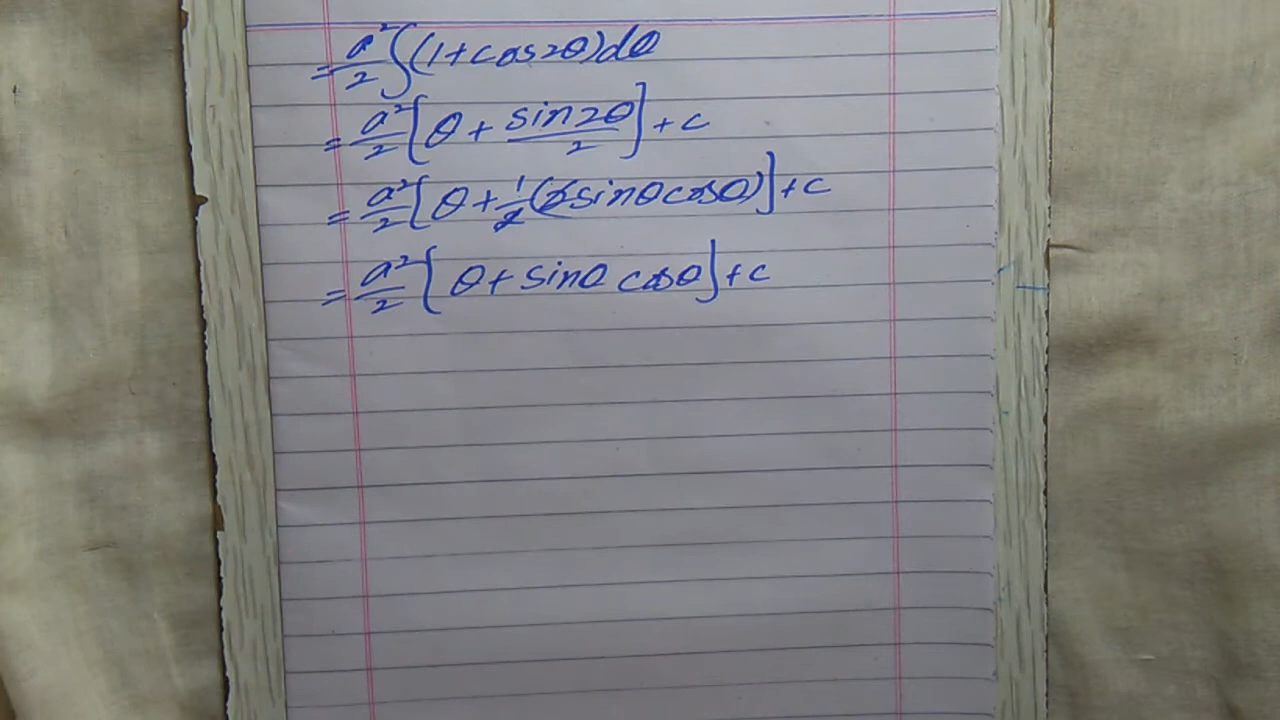 = a²/2 ∫(1+cos2θ)dθ
= a²/2 [θ + sin2θ/2] + c
= a²/2 [θ + 1/2 (2sinθcosθ)] + c
= a²/2 [θ + sinθ cosθ] + c